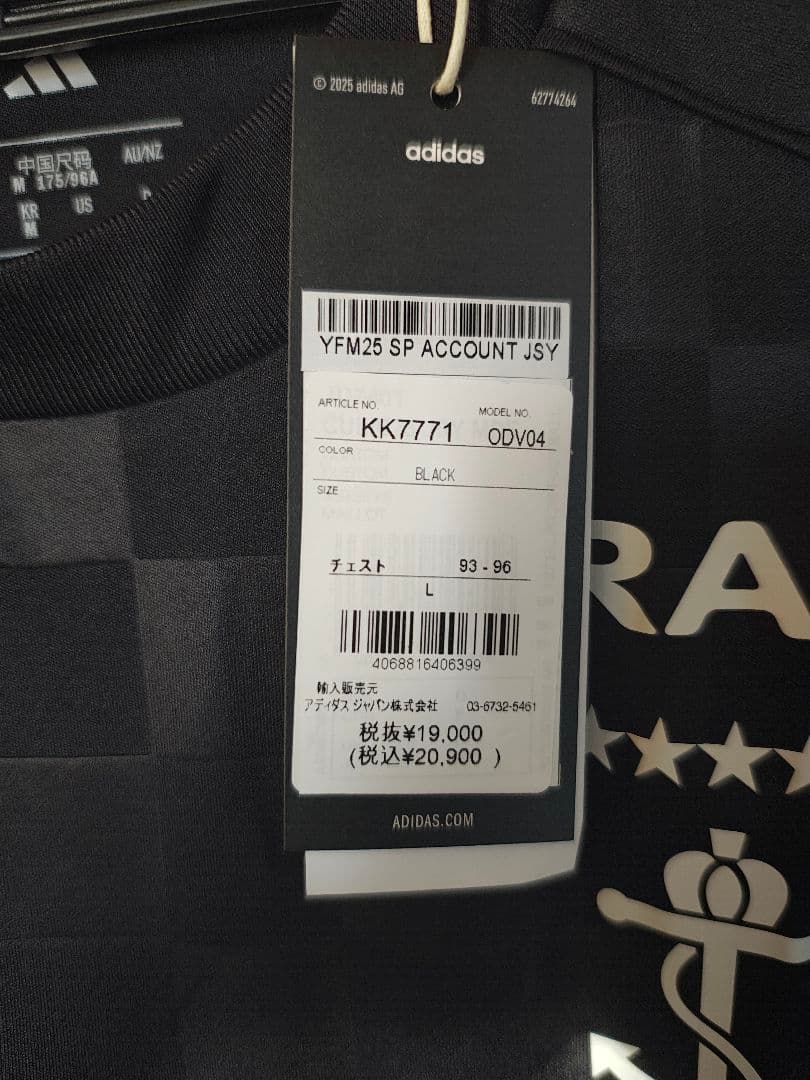 © 2025 adidas AG
62774264
adidas
中国尺码
M 175/96A
AU/NZ
KR
M
US
YFM25 SP ACCOUNT JSY
ARTICLE NO.
KK7771
MODEL NO.
ODV04
COLOR
BLACK
SIZE
チェスト 93 - 96
L
4068816406399
輸入販売元
アディダス ジャパン株式会社 03-6732-5461
税抜¥19,000
(税込¥20,900 )
ADIDAS.COM
RA